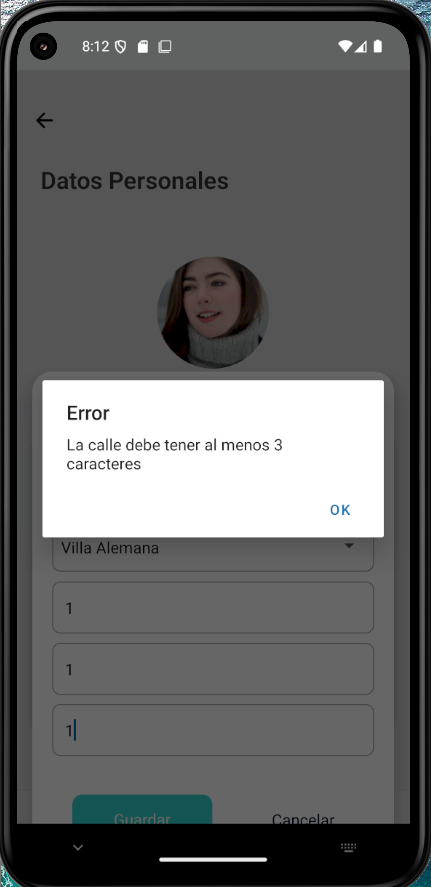 8:12
Datos Personales
Error
La calle debe tener al menos 3
caracteres
OK
Villa Alemana
1
1
1
Guardar
Cancelar